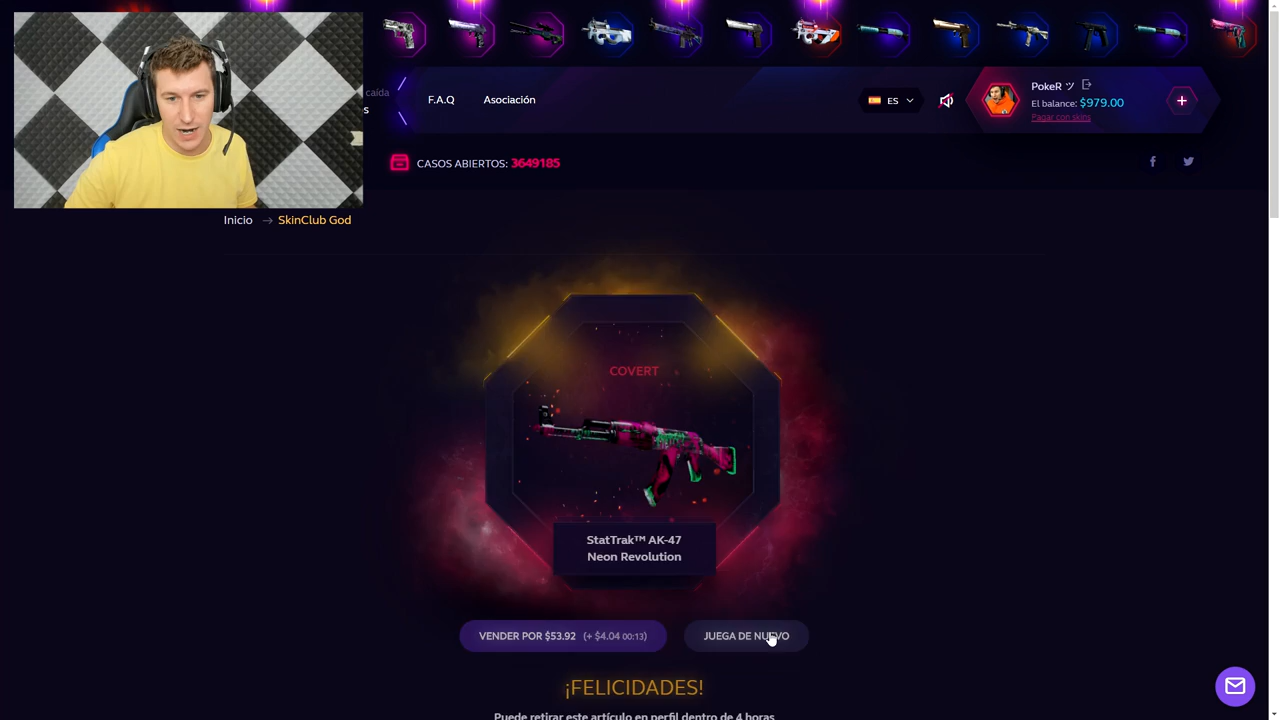 caída
s
F.A.Q
Asociación
ES
PokeR ツ
El balance: $979.00
Pagar con skins
CASOS ABIERTOS: 3649185
Inicio → SkinClub God
COVERT
StatTrak™ AK-47
Neon Revolution
VENDER POR $53.92 (+ $4.04 00:13)
JUEGA DE NUEVO
¡FELICIDADES!
Puede retirar este artículo en perfil dentro de 4 horas